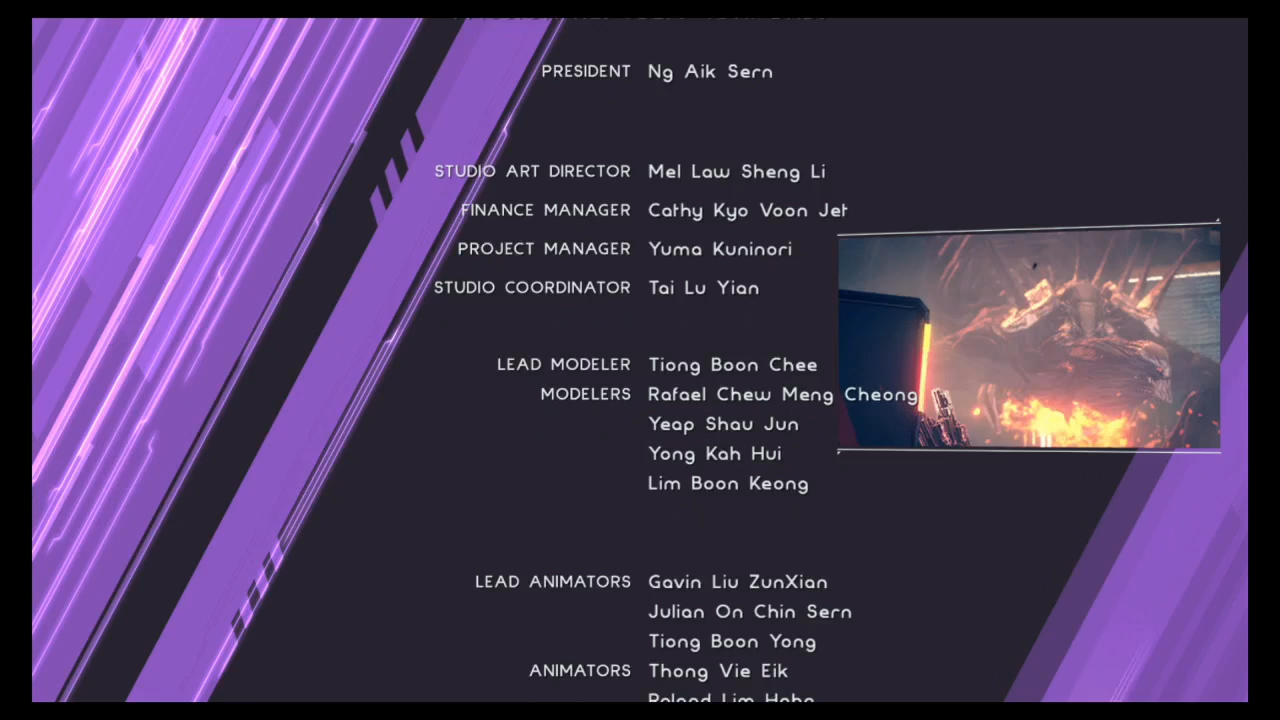 PRESIDENT Ng Aik Sern
STUDIO ART DIRECTOR Mel Law Sheng Li
FINANCE MANAGER Cathy Kyo Voon Jet
PROJECT MANAGER Yuma Kuninori
STUDIO COORDINATOR Tai Lu Yian
LEAD MODELER Tiong Boon Chee
MODELERS Rafael Chew Meng Cheong
Yeap Shau Jun
Yong Kah Hui
Lim Boon Keong
LEAD ANIMATORS Gavin Liu ZunXian
Julian On Chin Sern
Tiong Boon Yong
ANIMATORS Thong Vie Eik